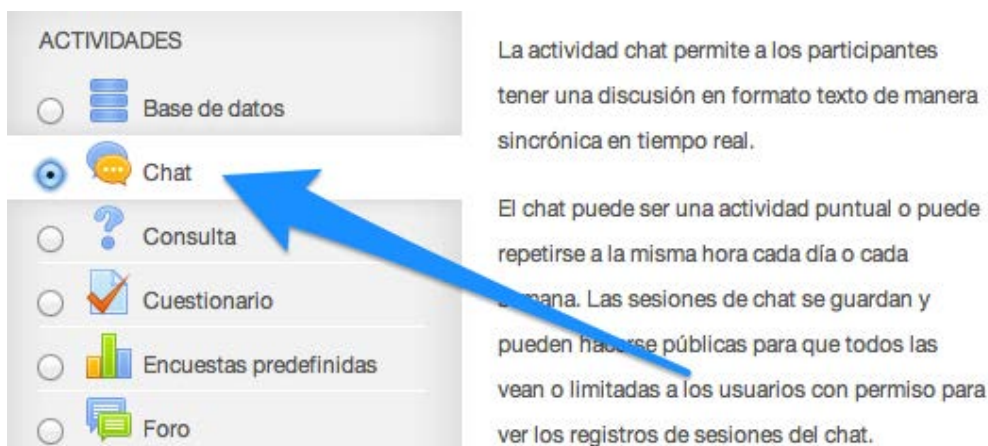 ACTIVIDADES
Base de datos
Chat
Consulta
Cuestionario
Encuestas predefinidas
Foro
La actividad chat permite a los participantes
tener una discusión en formato texto de manera
sincrónica en tiempo real.
El chat puede ser una actividad puntual o puede
repetirse a la misma hora cada día o cada
semana. Las sesiones de chat se guardan y
pueden hacerse públicas para que todos las
vean o limitadas a los usuarios con permiso para
ver los registros de sesiones del chat.